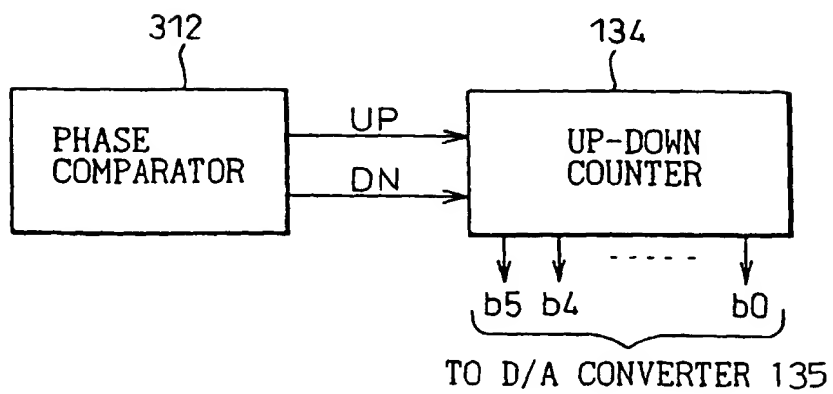 312
134
PHASE
COMPARATOR
UP
DN
UP-DOWN
COUNTER
b5 b4 ----- b0
TO D/A CONVERTER 135